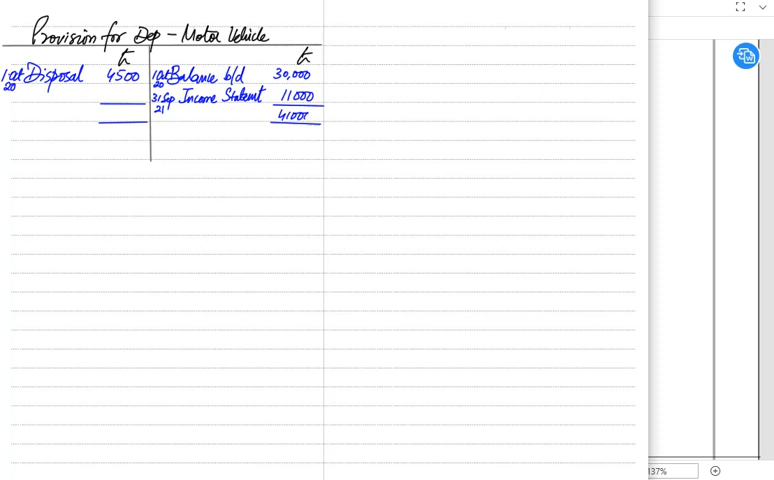 Provision for Dep - Motor Vehicle
1 oct Disposal 4500 1 oct Balance b/d 30,000
20 20
31 Sep Income Statemt 11000
21
41000
137%